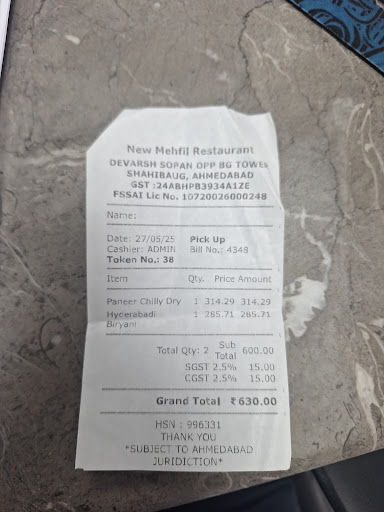 New Mehfil Restaurant
DEVARSH SOPAN OPP BG TOWER
SHAHIBAUG, AHMEDABAD
GST :24ABHPB3934A1ZE
FSSAI Lic No. 10720026000248
Name:
Date: 27/05/25 Pick Up
Cashier: ADMIN Bill No.: 4348
Token No.: 38
Item Qty. Price Amount
Paneer Chilly Dry 1 314.29 314.29
Hyderabadi 1 285.71 285.71
Biryani
Total Qty: 2 Sub Total 600.00
SGST 2.5% 15.00
CGST 2.5% 15.00
Grand Total ₹630.00
HSN : 996331
THANK YOU
*SUBJECT TO AHMEDABAD
JURIDICTION*